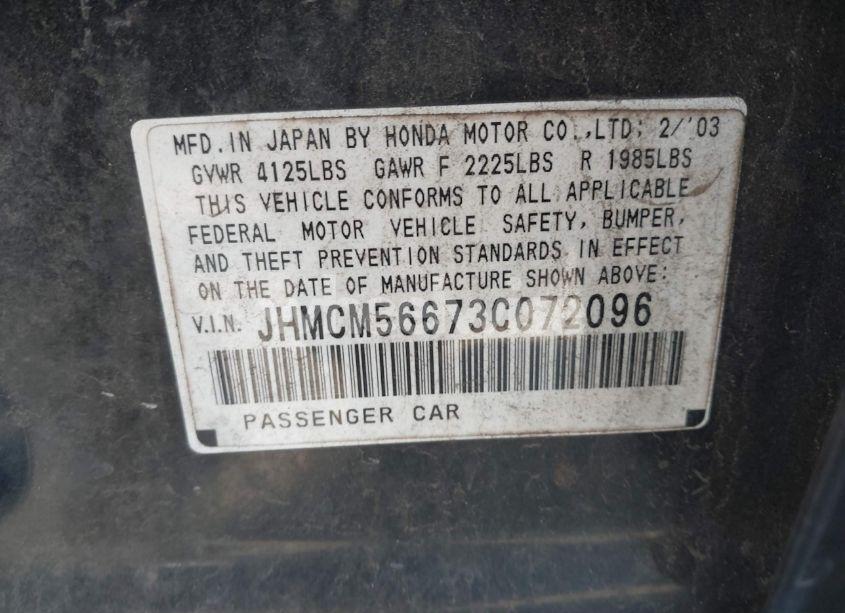 MFD. IN JAPAN BY HONDA MOTOR CO.,LTD; 2/'03
GVWR 4125LBS GAWR F 2225LBS R 1985LBS
THIS VEHICLE CONFORMS TO ALL APPLICABLE
FEDERAL MOTOR VEHICLE SAFETY, BUMPER,
AND THEFT PREVENTION STANDARDS IN EFFECT
ON THE DATE OF MANUFACTURE SHOWN ABOVE:
V.I.N. JHMCM56673C072096
PASSENGER CAR